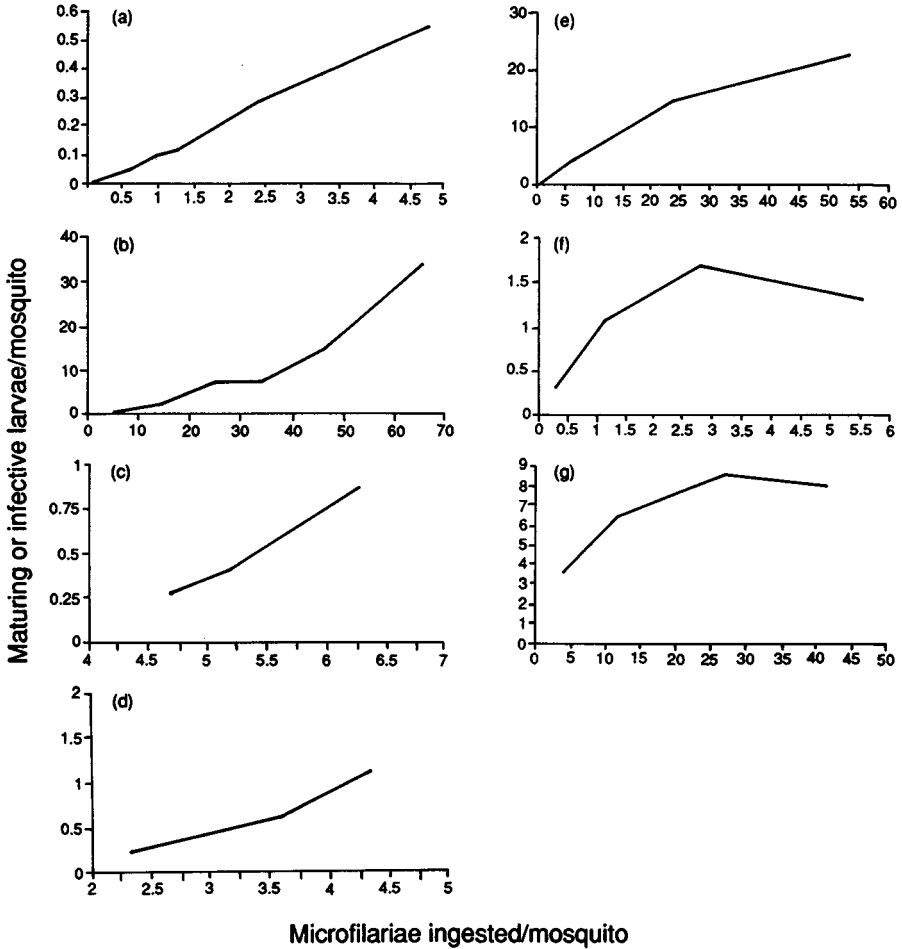 Maturing or infective larvae/mosquito
(a)
0.6
0.5
0.4
0.3
0.2
0.1
0
0.5 1 1.5 2 2.5 3 3.5 4 4.5 5
(b)
40
30
20
10
0
0 10 20 30 40 50 60 70
(c)
1
0.75
0.5
0.25
0
4 4.5 5 5.5 6 6.5 7
(d)
2
1.5
1
0.5
0
2 2.5 3 3.5 4 4.5 5
(e)
30
20
10
0
0 5 10 15 20 25 30 35 40 45 50 55 60
(f)
2
1.5
1
0.5
0
0 0.5 1 1.5 2 2.5 3 3.5 4 4.5 5 5.5 6
(g)
9
8
7
6
5
4
3
2
1
0
0 5 10 15 20 25 30 35 40 45 50
Microfilariae ingested/mosquito